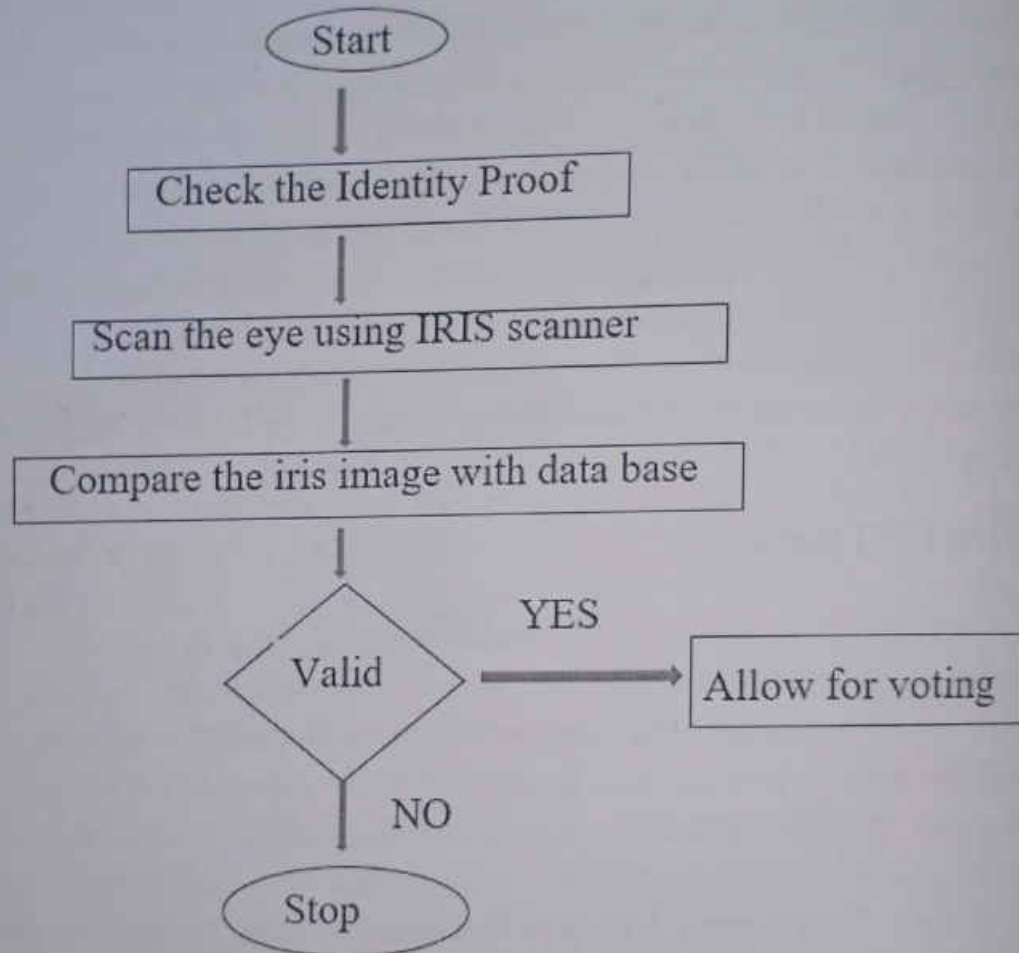 Start
Check the Identity Proof
Scan the eye using IRIS scanner
Compare the iris image with data base
YES
Valid
Allow for voting
NO
Stop